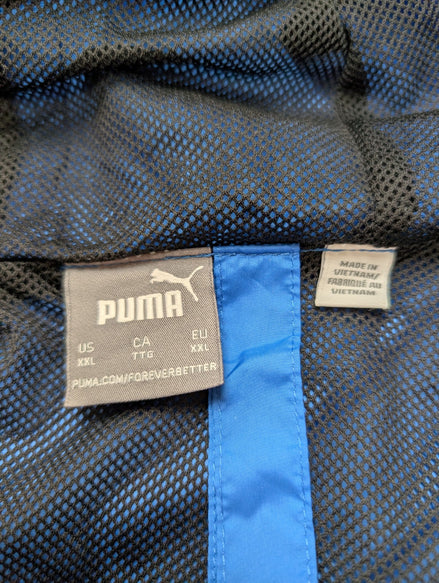 PUMA
US CA EU
XXL TTG XXL
PUMA.COM/FOREVERBETTER
MADE IN
VIETNAM/
FABRIQUÉ AU
VIETNAM